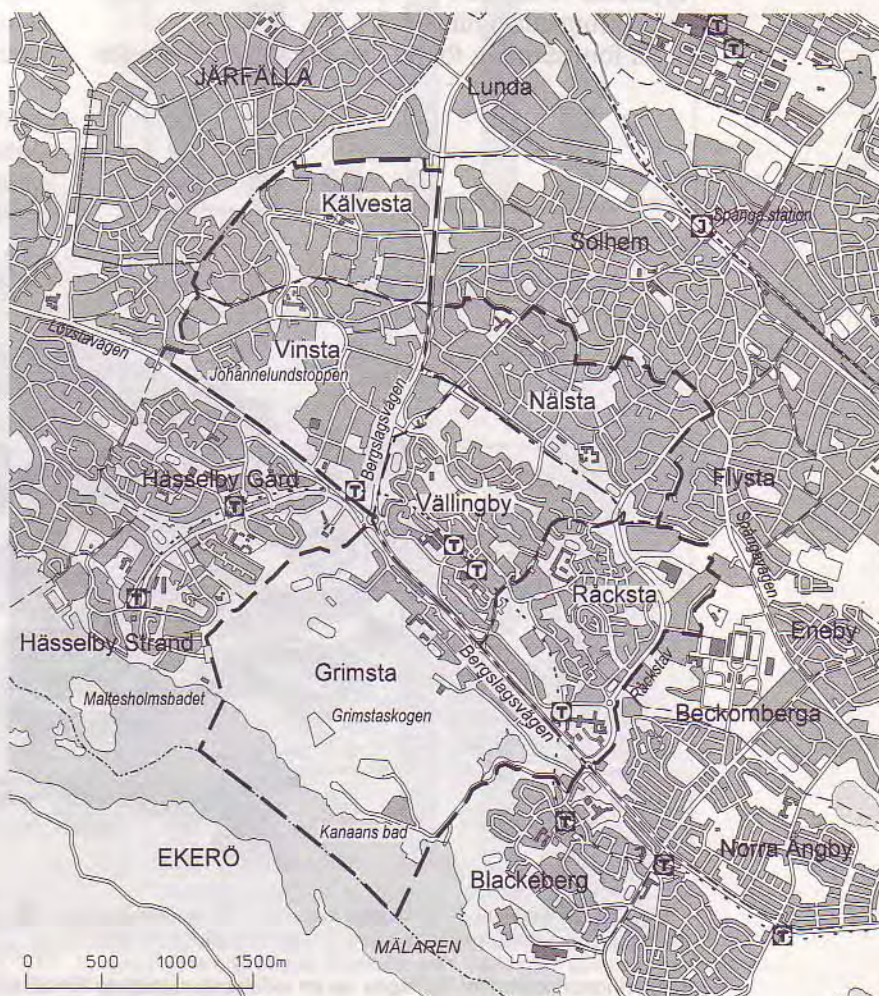 T
T
JÄRFÄLLA
Lunda
Kälvesta
Spånga station
J
Solhem
Lövstavägen
Vinsta
Johannelundstoppen
Nälsta
Bergslagsvägen
Hässelby Gård
T
T
Vällingby
Flysta
T
T
Spångavägen
T
Råcksta
Eneby
Hässelby Strand
Bergslagsvägen
Råckstav
Grimsta
Maltesholmsbadet
Grimstaskogen
T
Beckomberga
Kanaans bad
T
EKERÖ
T
Norra Ängby
Blackeberg
MÄLAREN
T
0 500 1000 1500m